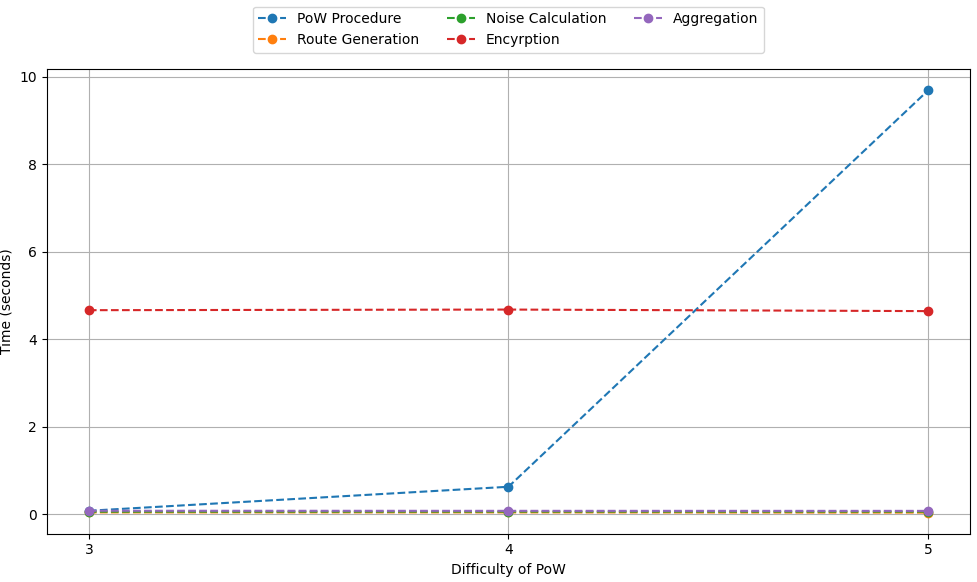 PoW Procedure
Route Generation
Noise Calculation
Encyrption
Aggregation
10
8
6
4
2
0
Time (seconds)
3
4
5
Difficulty of PoW